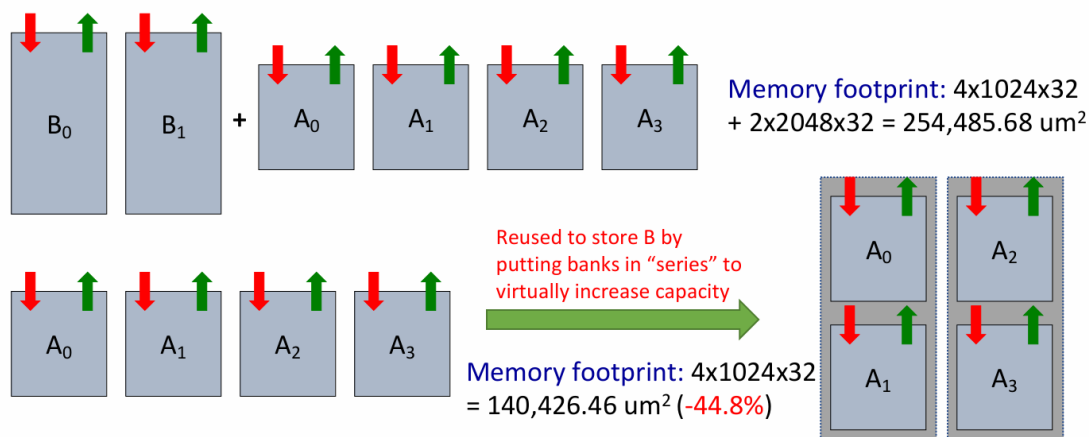 B₀ B₁ + A₀ A₁ A₂ A₃
Memory footprint: 4x1024x32
+ 2x2048x32 = 254,485.68 um²
Reused to store B by
putting banks in “series” to
virtually increase capacity
A₀ A₁ A₂ A₃
Memory footprint: 4x1024x32
= 140,426.46 um² (-44.8%)
A₀ A₂
A₁ A₃